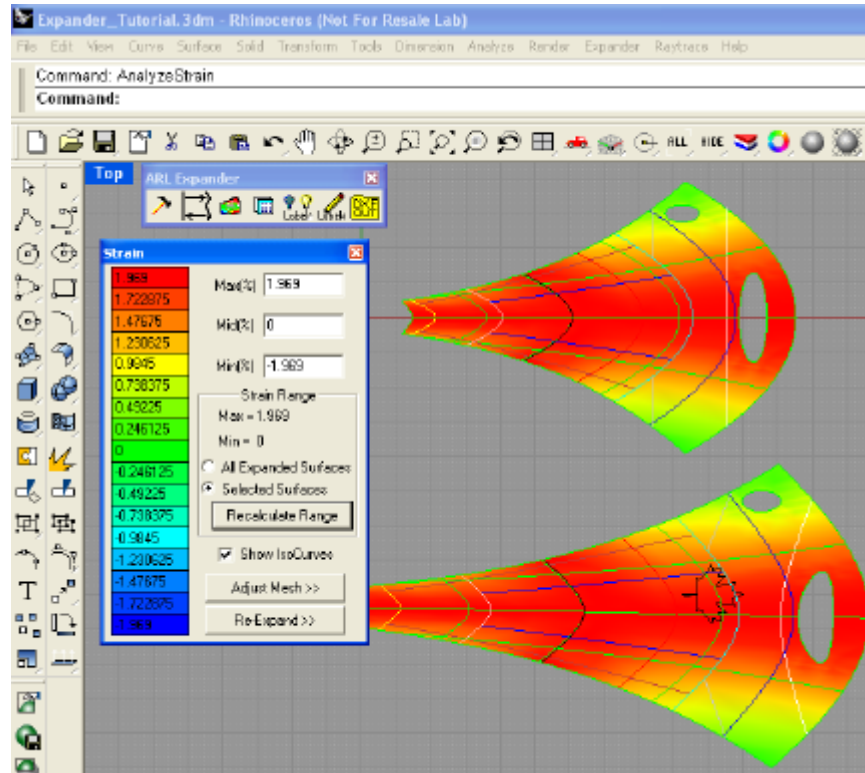 Expander_Tutorial.3dm - Rhinoceros (Not For Resale Lab)
File Edit View Curve Surface Solid Transform Tools Dimension Analyze Render Expander Raytrace Help
Command: AnalyzeStrain
Command:
ALL HIDE
Top
ARL Expander
Label Unfide DXF OUT
Strain
1.969
1.722875
1.47675
1.230625
0.9845
0.738375
0.49225
0.246125
0
-0.246125
-0.49225
-0.738375
-0.9845
-1.230625
-1.47675
-1.722875
-1.969
Max(%) 1.969
Mid(%) 0
Min(%) -1.969
Strain Range
Max = 1.969
Min = 0
All Expanded Surfaces
Selected Surfaces
Recalculate Range
Show IsoCurves
Adjust Mesh >>
Re-Expand >>
T